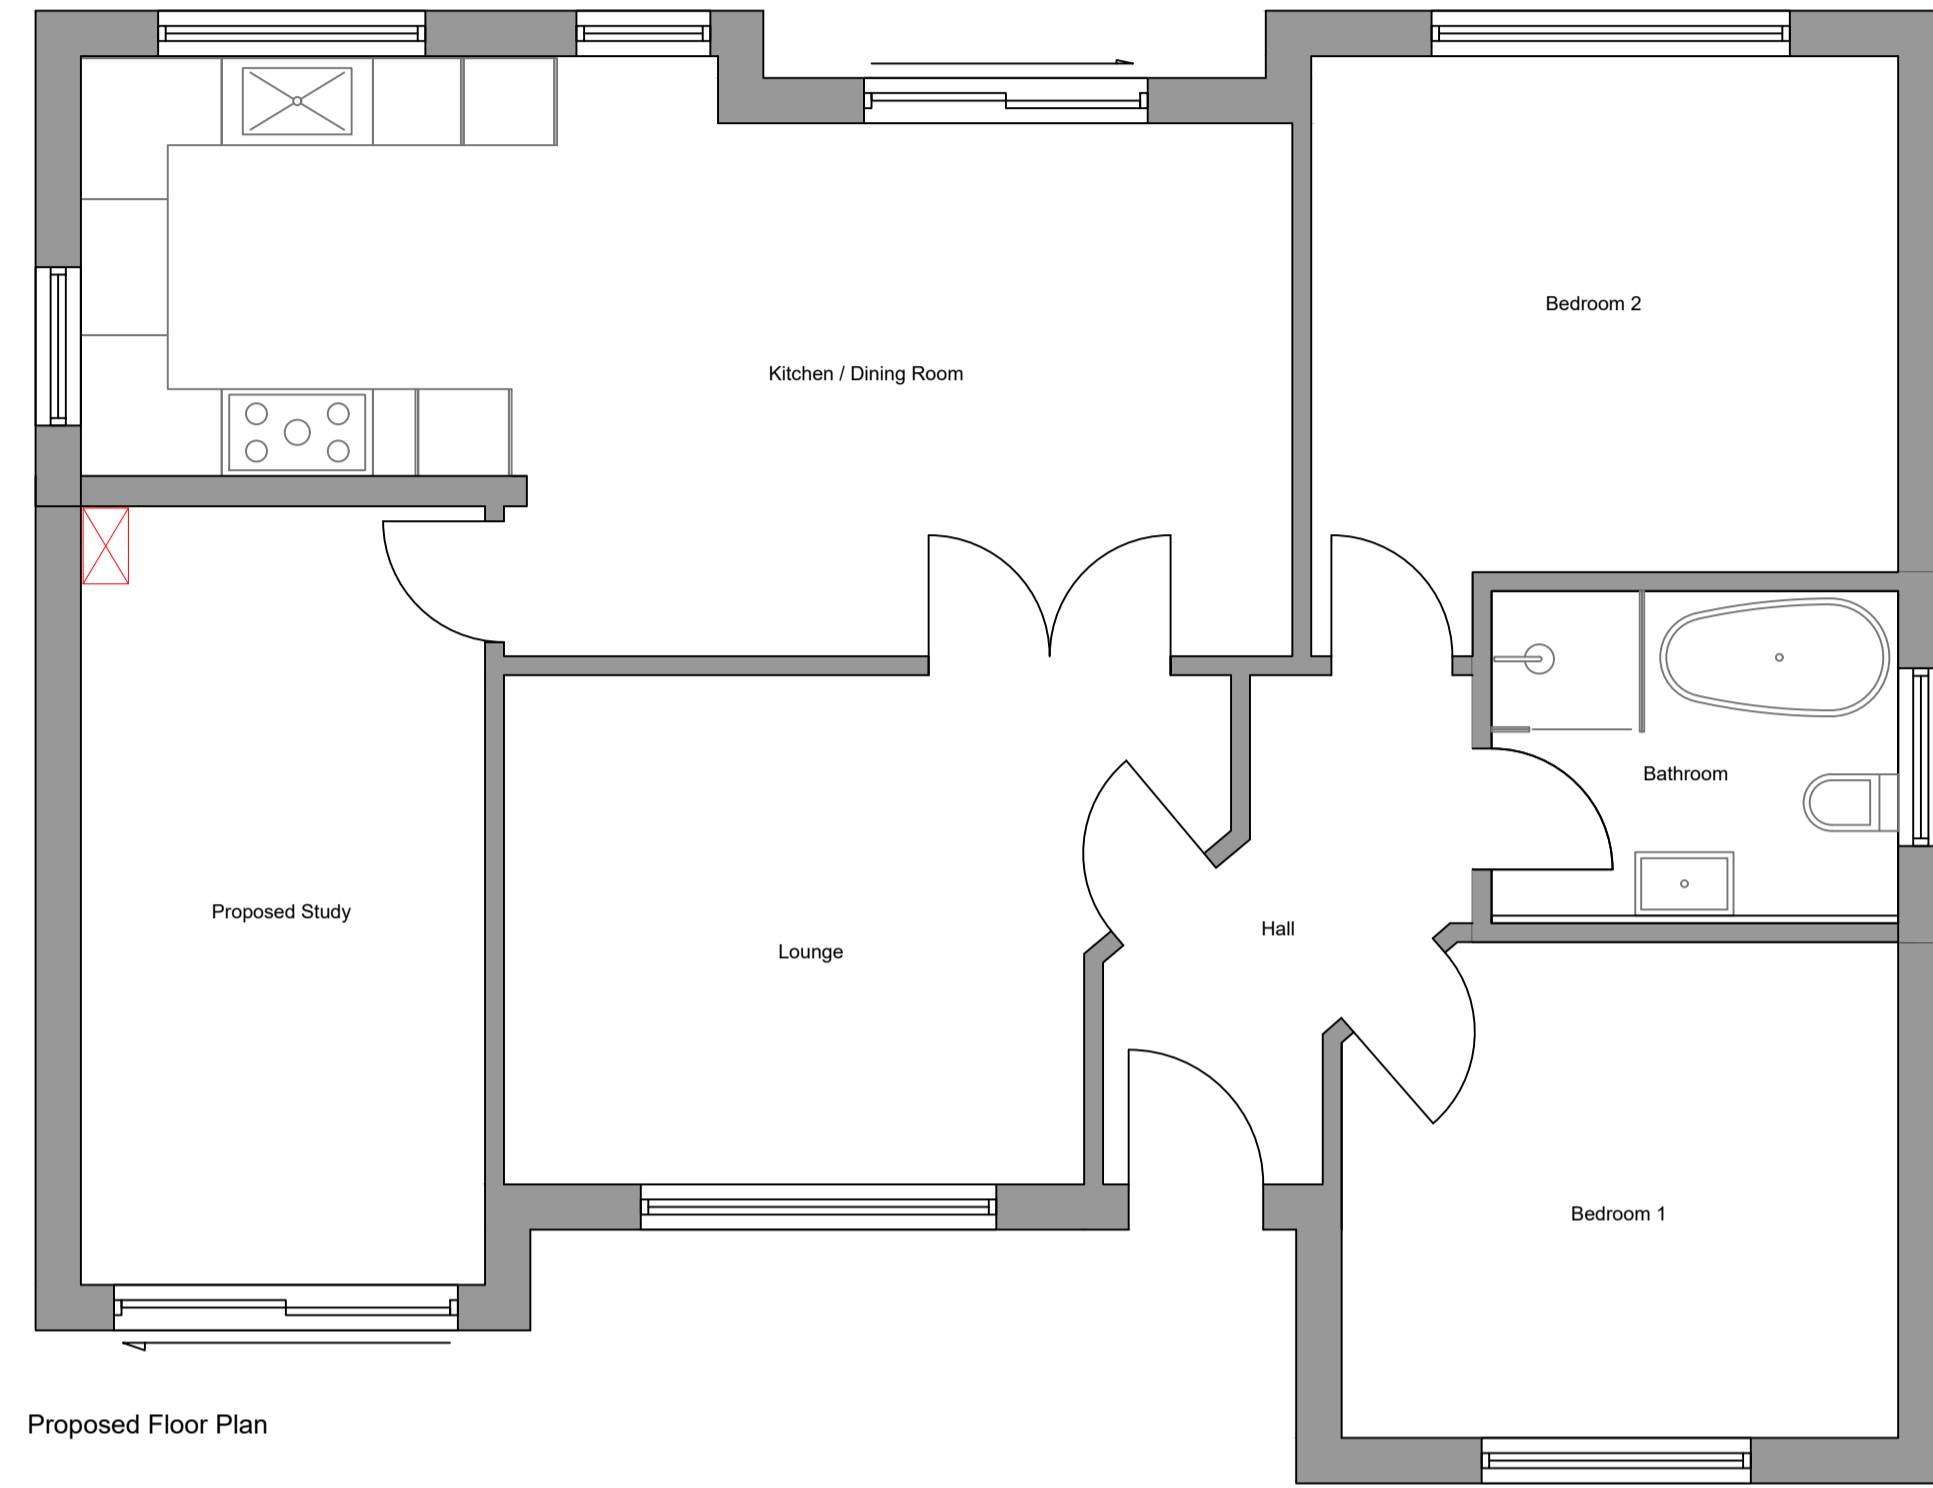 Bedroom 2
Kitchen / Dining Room
Bathroom
Proposed Study
Hall
Lounge
Bedroom 1
Proposed Floor Plan